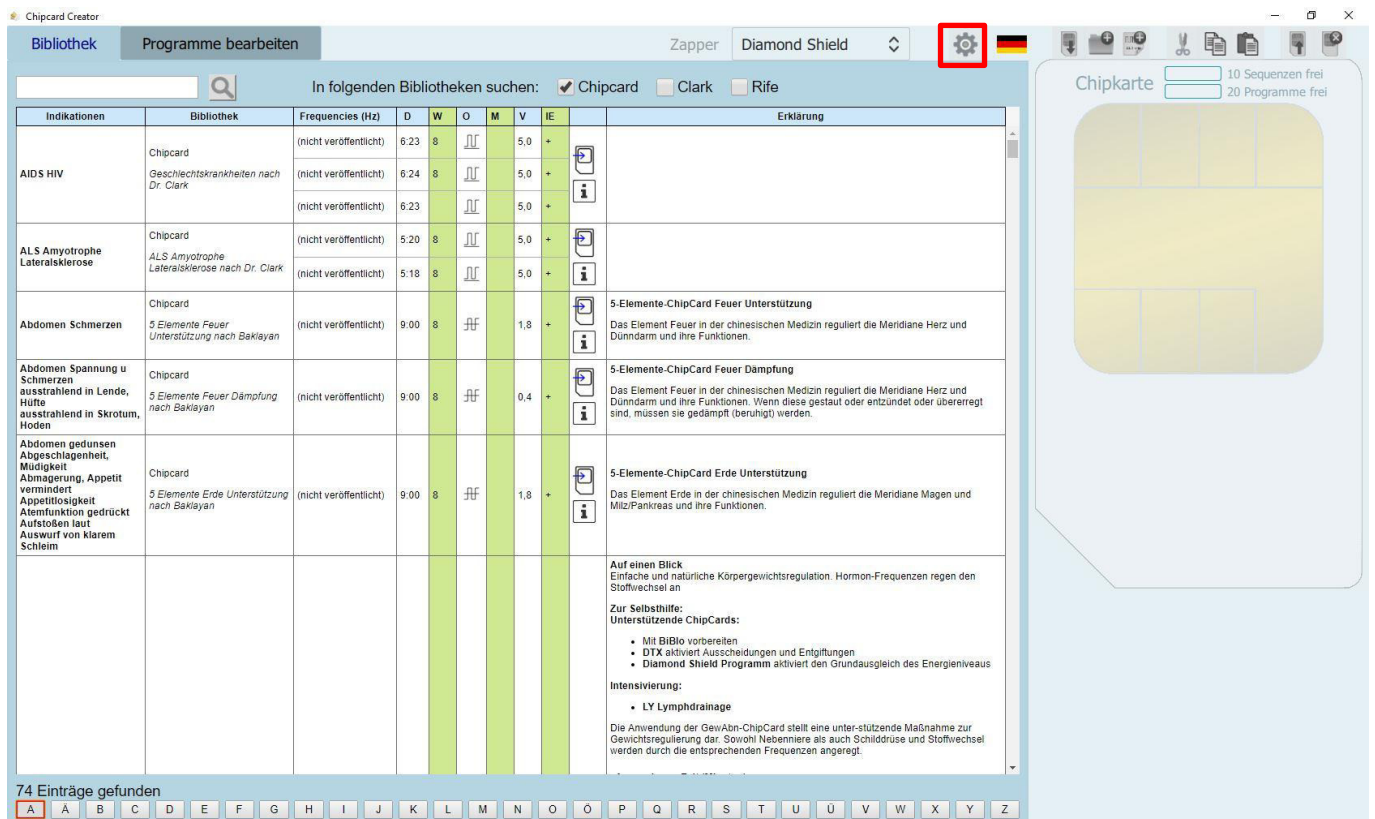 Chipcard Creator
Bibliothek
Programme bearbeiten
Zapper
Diamond Shield
In folgenden Bibliotheken suchen:
Chipcard
Clark
Rife
Chipkarte
10 Sequenzen frei
20 Programme frei
Indikationen
Bibliothek
Frequencies (Hz)
D
W
O
M
V
IE
Erklärung
AIDS HIV
Chipcard
Geschlechtskrankheiten nach
Dr. Clark
(nicht veröffentlicht) 6:23 8 5,0 +
(nicht veröffentlicht) 6:24 8 5,0 +
(nicht veröffentlicht) 6:23 5,0 +
ALS Amyotrophe
Lateralsklerose
Chipcard
ALS Amyotrophe
Lateralsklerose nach Dr. Clark
(nicht veröffentlicht) 5:20 8 5,0 +
(nicht veröffentlicht) 5:18 8 5,0 +
Abdomen Schmerzen
Chipcard
5 Elemente Feuer
Unterstützung nach Baklayan
(nicht veröffentlicht) 9:00 8 1,8 +
5-Elemente-ChipCard Feuer Unterstützung
Das Element Feuer in der chinesischen Medizin reguliert die Meridiane Herz und
Dünndarm und ihre Funktionen.
Abdomen Spannung u
Schmerzen
ausstrahlend in Lende,
Hüfte
ausstrahlend in Skrotum,
Hoden
Chipcard
5 Elemente Feuer Dämpfung
nach Baklayan
(nicht veröffentlicht) 9:00 8 0,4 +
5-Elemente-ChipCard Feuer Dämpfung
Das Element Feuer in der chinesischen Medizin reguliert die Meridiane Herz und
Dünndarm und ihre Funktionen. Wenn diese gestaut oder entzündet oder übererregt
sind, müssen sie gedämpft (beruhigt) werden.
Abdomen gedunsen
Abgeschlagenheit,
Müdigkeit
Abmagerung, Appetit
vermindert
Appetitlosigkeit
Atemfunktion gedrückt
Aufstoßen laut
Auswurf von klarem
Schleim
Chipcard
5 Elemente Erde Unterstützung
nach Baklayan
(nicht veröffentlicht) 9:00 8 1,8 +
5-Elemente-ChipCard Erde Unterstützung
Das Element Erde in der chinesischen Medizin reguliert die Meridiane Magen und
Milz/Pankreas und ihre Funktionen.
Auf einen Blick
Einfache und natürliche Körpergewichtsregulation. Hormon-Frequenzen regen den
Stoffwechsel an
Zur Selbsthilfe:
Unterstützende ChipCards:
• Mit BiBlo vorbereiten
• DTX aktiviert Ausscheidungen und Entgiftungen
• Diamond Shield Programm aktiviert den Grundausgleich des Energieniveaus
Intensivierung:
• LY Lymphdrainage
Die Anwendung der GewAbn-ChipCard stellt eine unter-stützende Maßnahme zur
Gewichtsregulierung dar. Sowohl Nebenniere als auch Schilddrüse und Stoffwechsel
werden durch die entsprechenden Frequenzen angeregt.
74 Einträge gefunden
A Ä B C D E F G H I J K L M N O Ö P Q R S T U Ü V W X Y Z